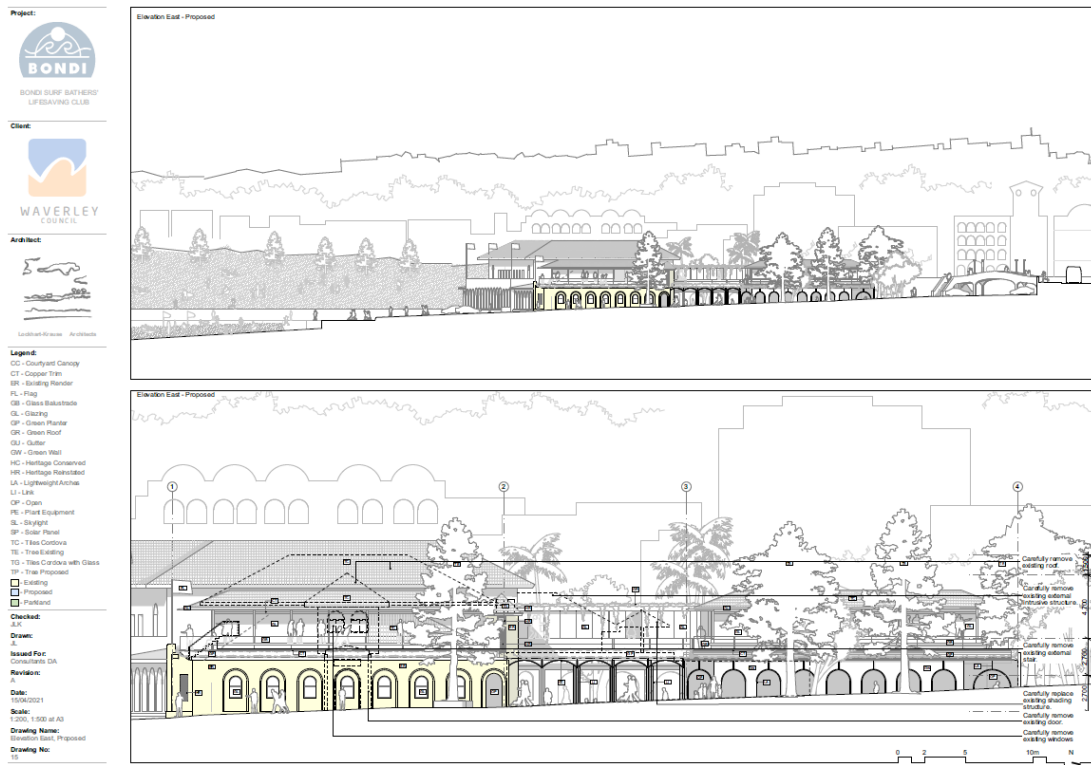 Project:
BONDI
BONDI SURF BATHERS'
LIFESAVING CLUB
Client:
WAVERLEY
COUNCIL
Architect:
Lockhart-Krause Architects
Legend:
CC - Courtyard Canopy
CT - Copper Trim
ER - Existing Render
FL - Flag
GB - Glass Balustrade
GL - Glazing
GP - Green Planter
GR - Green Roof
GU - Gutter
GW - Green Wall
HC - Heritage Conserved
HR - Heritage Reinstated
LA - Lightweight Arches
LI - Link
OP - Open
PE - Plant Equipment
SL - Skylight
SP - Solar Panel
TC - Tiles Cordova
TE - Tree Existing
TG - Tiles Cordova with Glass
TP - Tree Proposed
- Existing
- Proposed
- Parkland
Checked:
JLK
Drawn:
JL
Issued For:
Consultants DA
Revision:
A
Date:
15/04/2021
Scale:
1:200, 1:500 at A3
Drawing Name:
Elevation East, Proposed
Drawing No:
15
Elevation East - Proposed
Elevation East - Proposed
1
2
3
4
Carefully remove
existing roof.
Carefully remove
existing external
intrusive structure.
Carefully remove
existing external
stair.
Carefully replace
existing shading
structure.
Carefully remove
existing door.
Carefully remove
existing windows
0 2 5 10m N